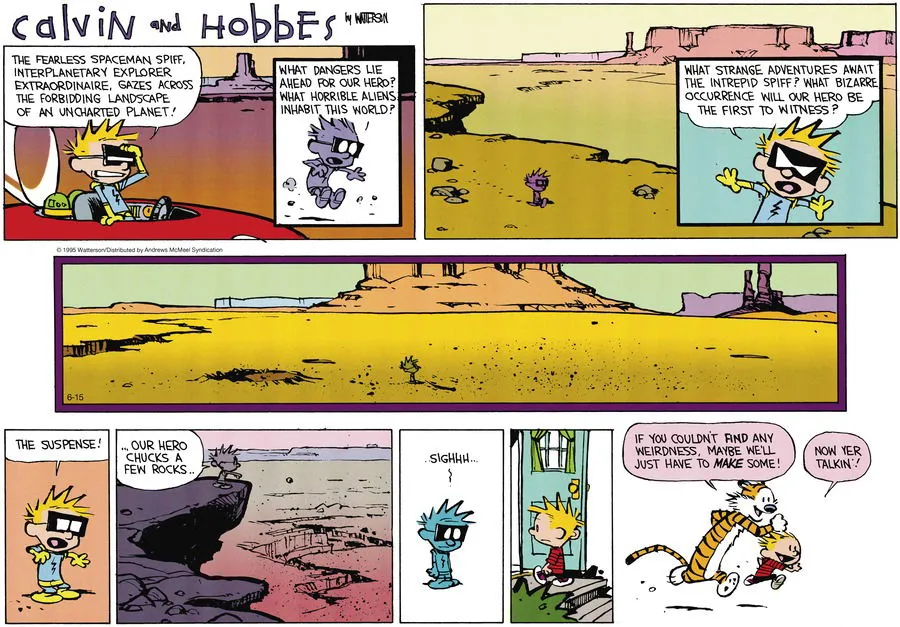 calvin AND HOBBES by WATTERSON
THE FEARLESS SPACEMAN SPIFF,
INTERPLANETARY EXPLORER
EXTRAORDINAIRE, GAZES ACROSS
THE FORBIDDING LANDSCAPE
OF AN UNCHARTED PLANET!
WHAT DANGERS LIE
AHEAD FOR OUR HERO?
WHAT HORRIBLE ALIENS
INHABIT THIS WORLD?
WHAT STRANGE ADVENTURES AWAIT
THE INTREPID SPIFF? WHAT BIZARRE
OCCURRENCE WILL OUR HERO BE
THE FIRST TO WITNESS?
© 1995 Watterson/Distributed by Andrews McMeel Syndication
6-15
THE SUSPENSE!
...OUR HERO
CHUCKS A
FEW ROCKS...
SIGHHH...
IF YOU COULDN'T FIND ANY
WEIRDNESS, MAYBE WE'LL
JUST HAVE TO MAKE SOME!
NOW YER
TALKIN'!